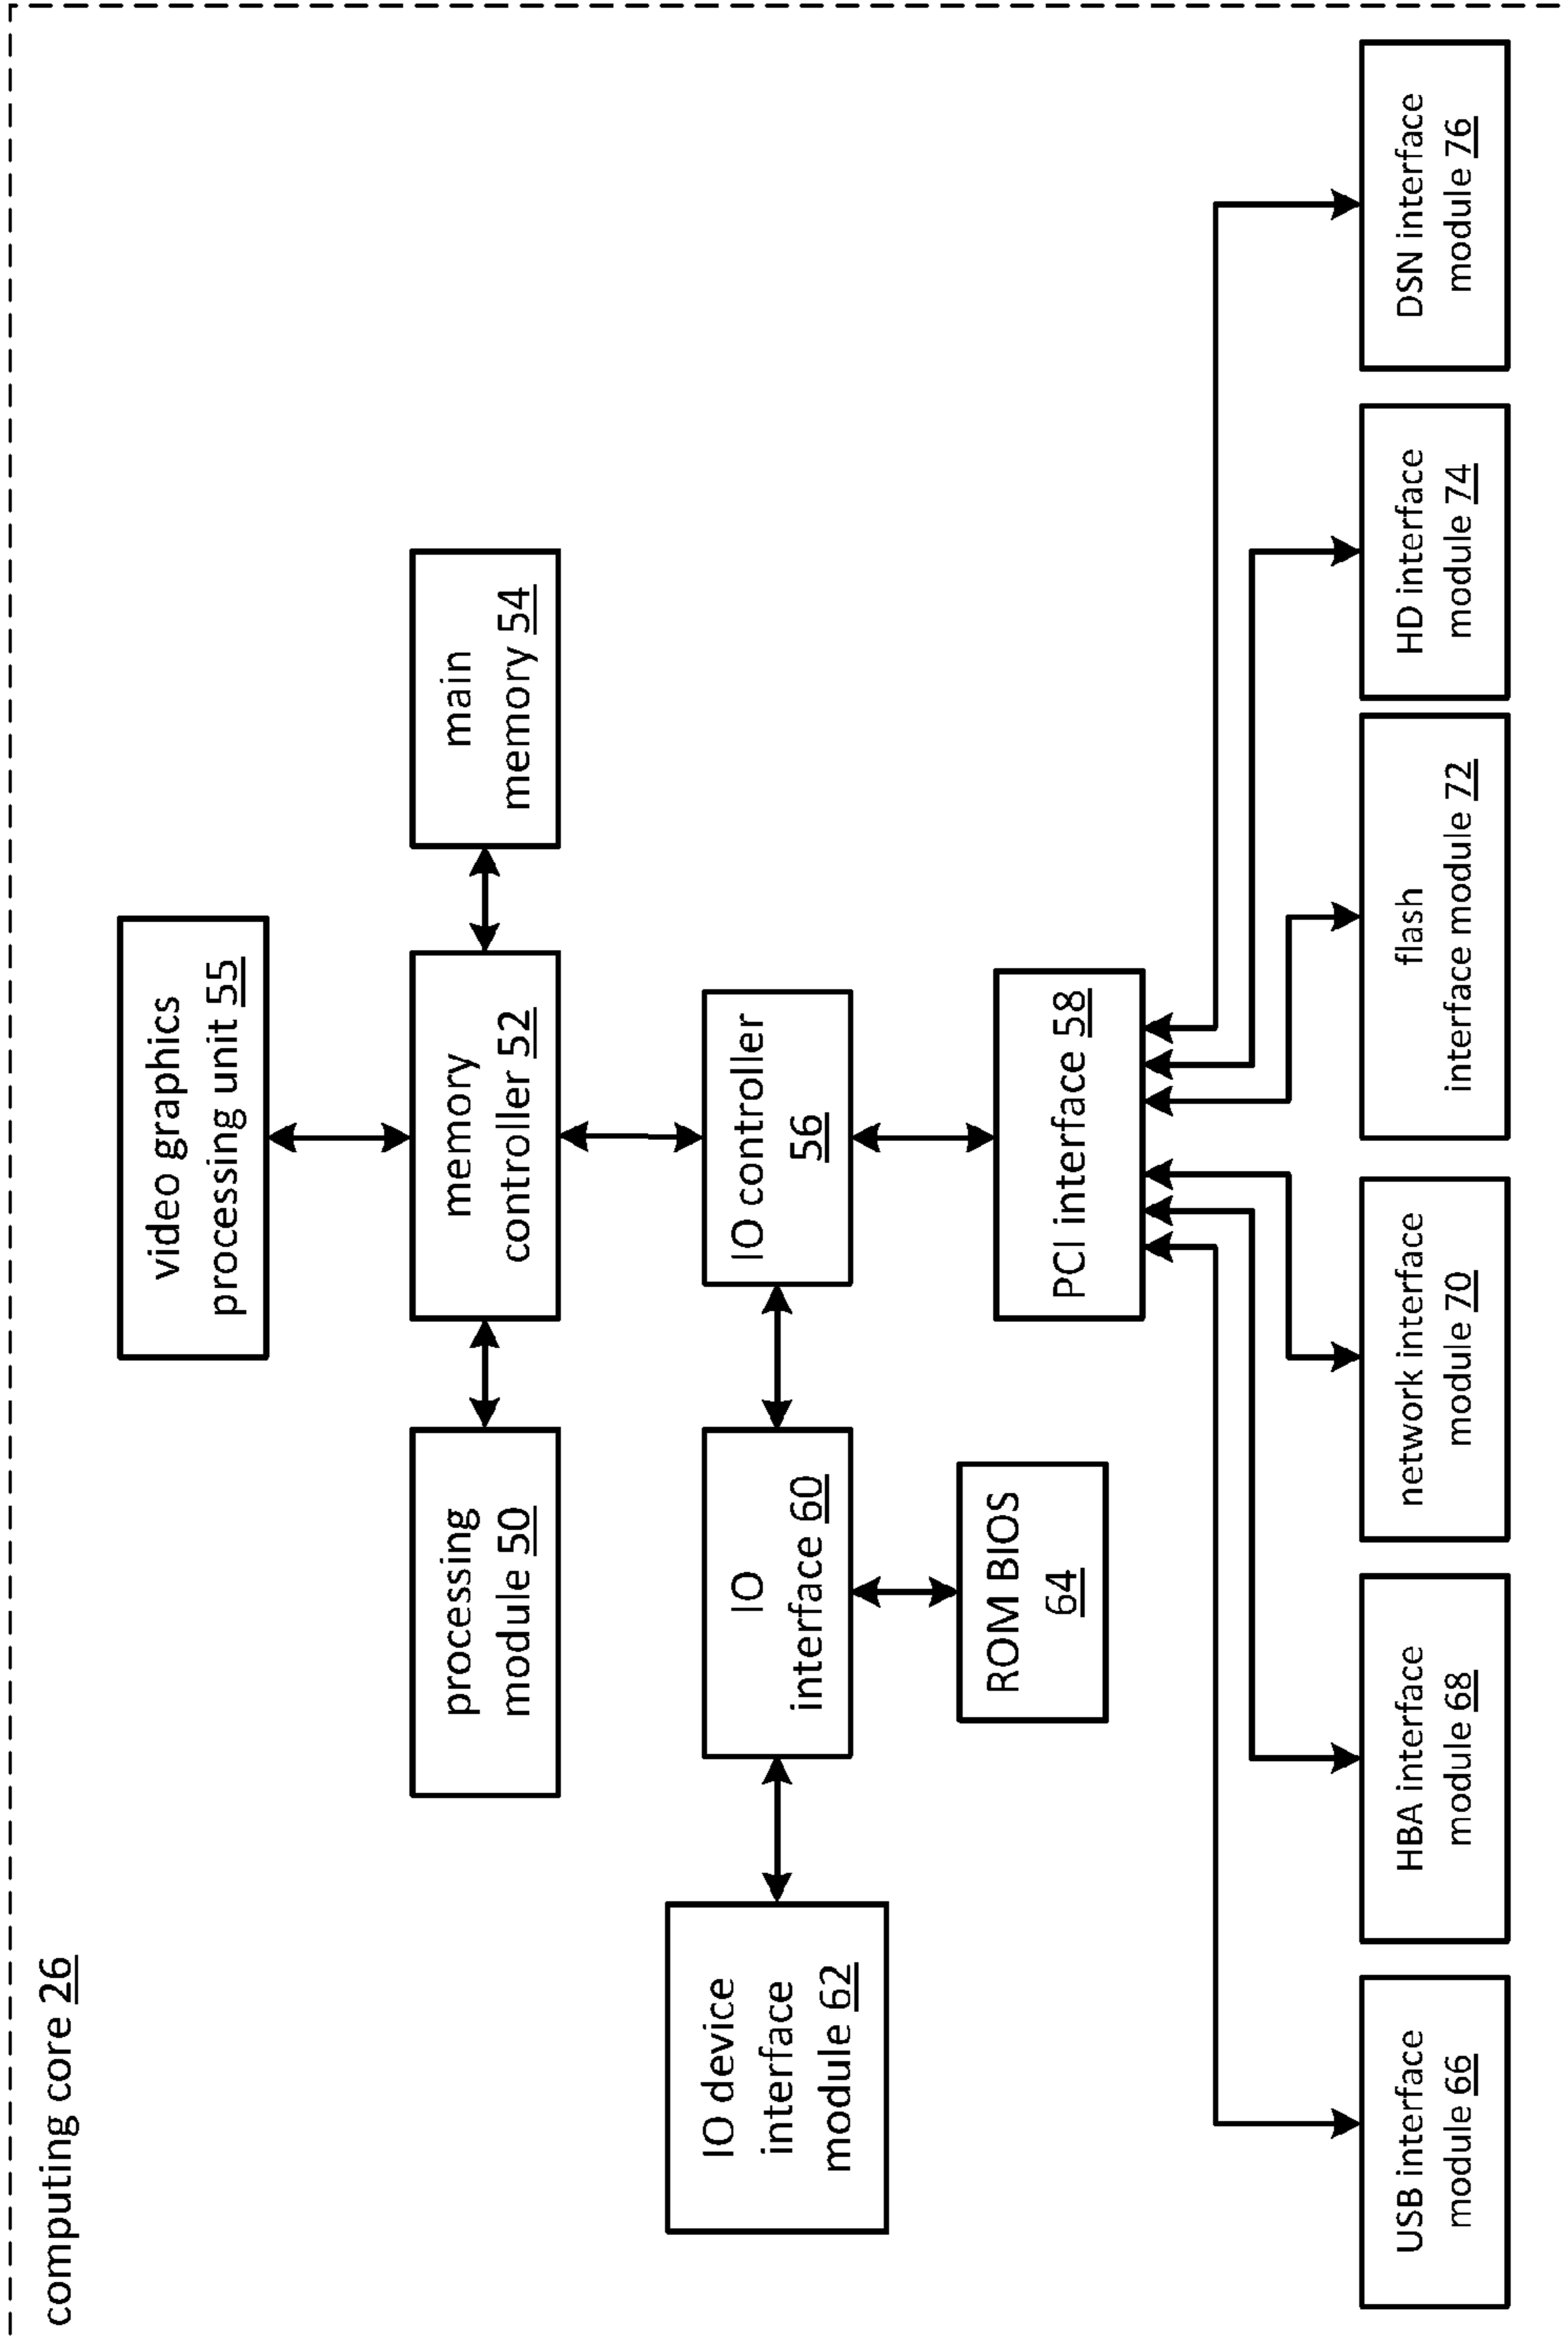 computing core 26
video graphics
processing unit 55
processing
module 50
memory
controller 52
main
memory 54
IO device
interface
module 62
IO
interface 60
IO controller
56
ROM BIOS
64
PCI interface 58
USB interface
module 66
HBA interface
module 68
network interface
module 70
flash
interface module 72
HD interface
module 74
DSN interface
module 76